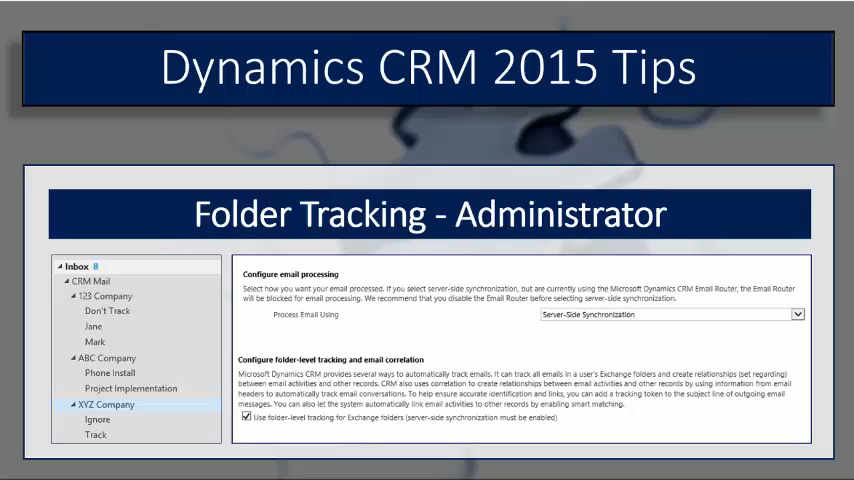 Dynamics CRM 2015 Tips
Folder Tracking - Administrator
Inbox 8
CRM Mail
123 Company
Don't Track
Jane
Mark
ABC Company
Phone Install
Project Implementation
XYZ Company
Ignore
Track
Configure email processing
Select how you want your email processed. If you select server-side synchronization, but are currently using the Microsoft Dynamics CRM Email Router, the Email Router
will be blocked for email processing. We recommend that you disable the Email Router before selecting server-side synchronization.
Process Email Using
Server-Side Synchronization
Configure folder-level tracking and email correlation
Microsoft Dynamics CRM provides several ways to automatically track emails. It can track all emails in a user's Exchange folders and create relationships (set regarding)
between email activities and other records. CRM also uses correlation to create relationships between email activities and other records by using information from email
headers to automatically track email conversations. To help ensure accurate identification and links, you can add a tracking token to the subject line of outgoing email
messages. You can also let the system automatically link email activities to other records by enabling smart matching.
Use folder-level tracking for Exchange folders (server-side synchronization must be enabled)